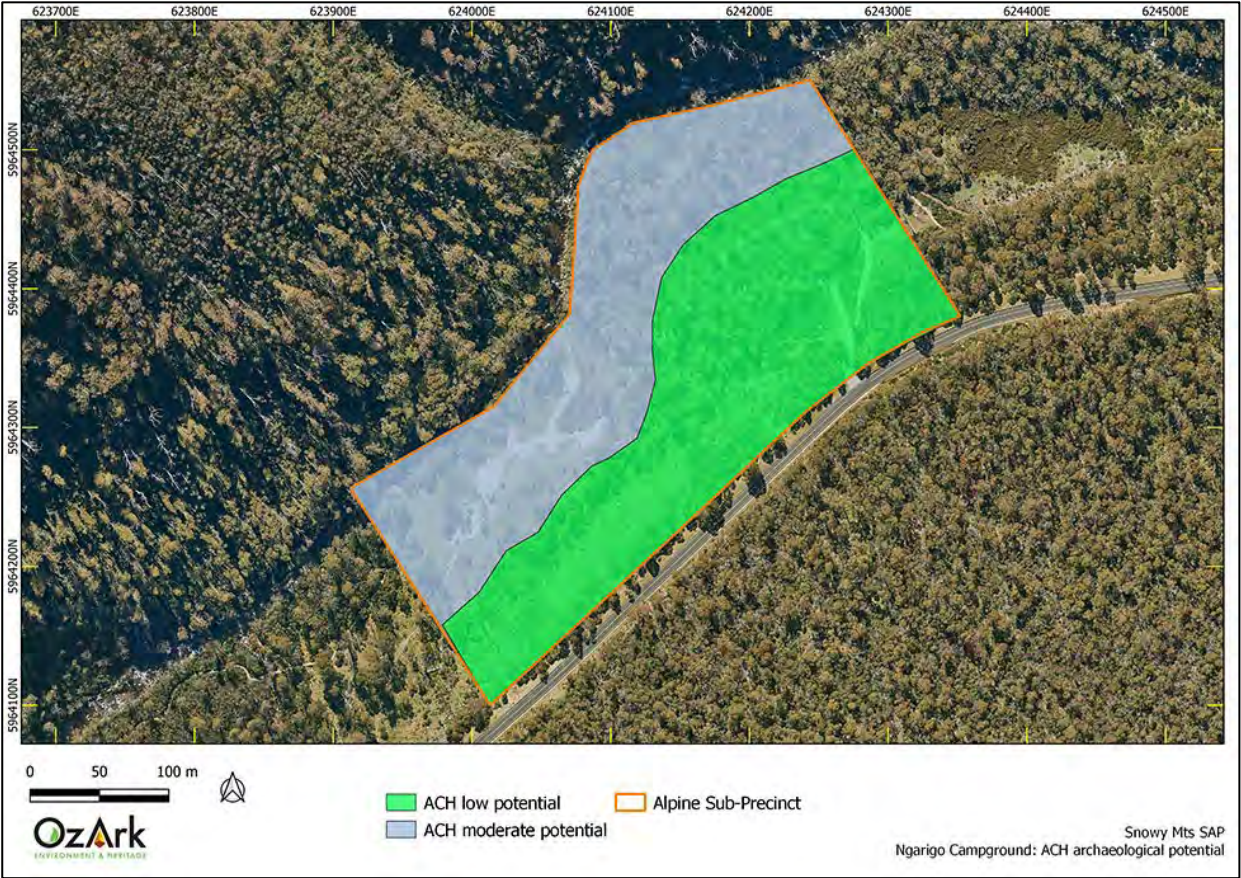 623700E 623800E 623900E 624000E 624100E 624200E 624300E 624400E 624500E
5964500N
5964400N
5964300N
5964200N
5964100N
0 50 100 m
ACH low potential
ACH moderate potential
Alpine Sub-Precinct
OzArk
ENVIRONMENT & HERITAGE
Snowy Mts SAP
Ngarigo Campground: ACH archaeological potential